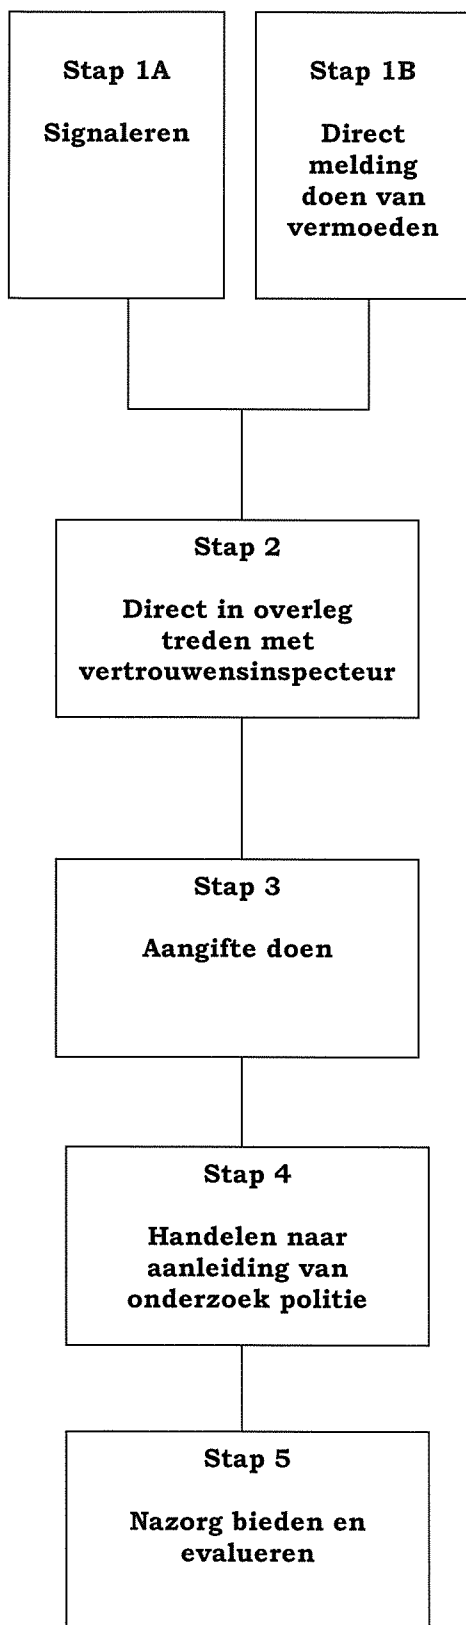 Stap 1A
Signaleren
Stap 1B
Direct
melding
doen van
vermoeden
Stap 2
Direct in overleg
treden met
vertrouwensinspecteur
Stap 3
Aangifte doen
Stap 4
Handelen naar
aanleiding van
onderzoek politie
Stap 5
Nazorg bieden en
evalueren